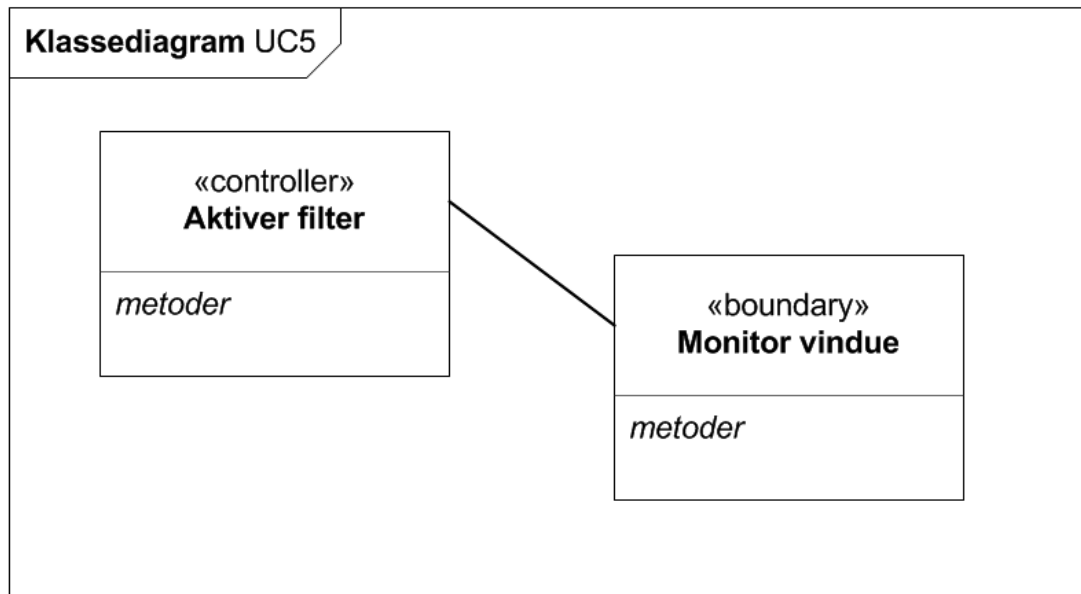 Klassediagram UC5
«controller»
Aktiver filter
metoder
«boundary»
Monitor vindue
metoder